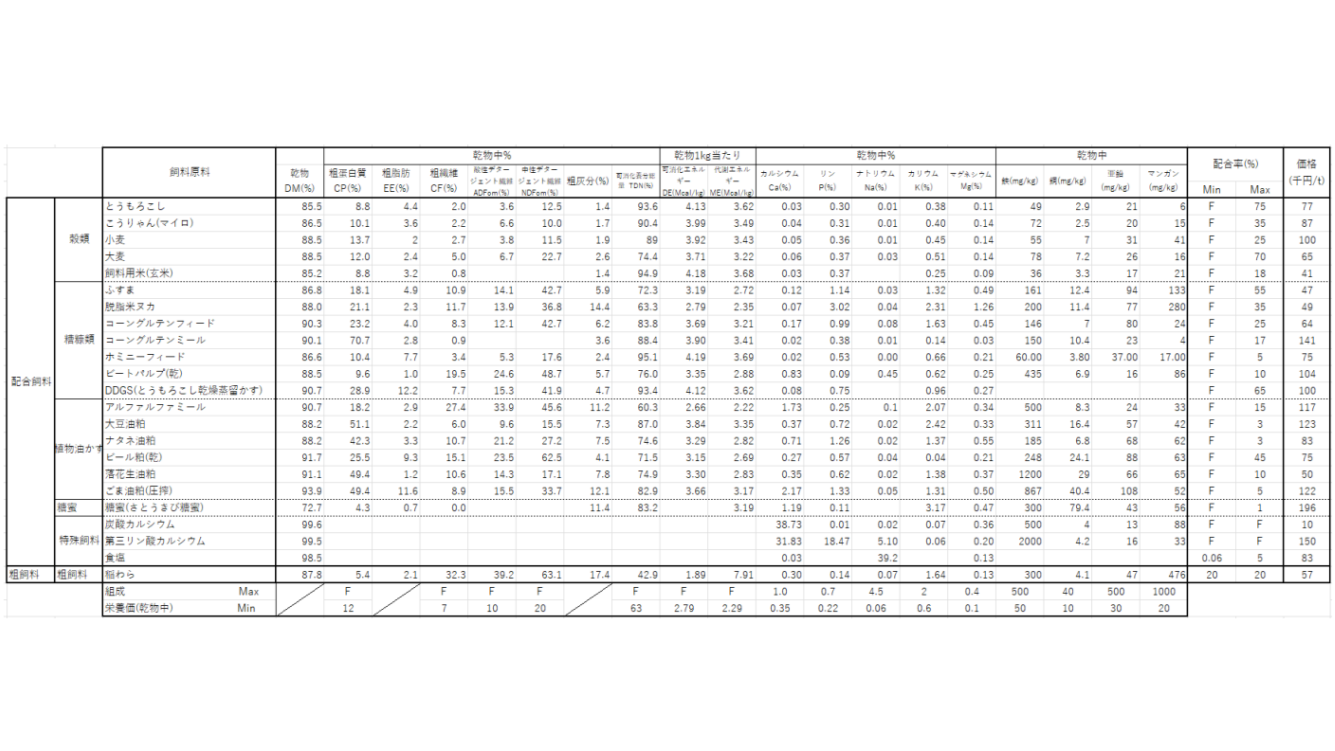 飼料原料 乾物 DM(%) 乾物中% 乾物1kg当たり 乾物中% 乾物中 配合率(%) 価格 (千円/t)
粗蛋白質 CP(%) 粗脂肪 EE(%) 粗繊維 CF(%) 酸性デタージェント繊維 ADFom(%) 中性デタージェント繊維 NDFom(%) 粗灰分(%) 可消化養分総量 TDN(%) 可消化エネルギー DE(Mcal/kg) 代謝エネルギー ME(Mcal/kg) カルシウム Ca(%) リン P(%) ナトリウム Na(%) カリウム K(%) マグネシウム Mg(%) 鉄(mg/kg) 銅(mg/kg) 亜鉛 (mg/kg) マンガン (mg/kg) Min Max
配合飼料
穀類
とうもろこし 85.5 8.8 4.4 2.0 3.6 12.5 1.4 93.6 4.13 3.62 0.03 0.30 0.01 0.38 0.11 49 2.9 21 6 F 75 77
こうりゃん(マイロ) 86.5 10.1 3.6 2.2 6.6 10.0 1.7 90.4 3.99 3.49 0.04 0.31 0.01 0.40 0.14 72 2.5 20 15 F 35 87
小麦 88.5 13.7 2 2.7 3.8 11.5 1.9 89 3.92 3.43 0.05 0.36 0.01 0.45 0.14 55 7 31 41 F 25 100
大麦 88.5 12.0 2.4 5.0 6.7 22.7 2.6 74.4 3.71 3.22 0.06 0.37 0.03 0.51 0.14 78 7.2 26 16 F 70 65
飼料用米(玄米) 85.2 8.8 3.2 0.8 1.4 94.9 4.18 3.68 0.03 0.37 0.25 0.09 36 3.3 17 21 F 18 41
糟糠類
ふすま 86.8 18.1 4.9 10.9 14.1 42.7 5.9 72.3 3.19 2.72 0.12 1.14 0.03 1.32 0.49 161 12.4 94 133 F 55 47
脱脂米ヌカ 88.0 21.1 2.3 11.7 13.9 36.8 14.4 63.3 2.79 2.35 0.07 3.02 0.04 2.31 1.26 200 11.4 77 280 F 35 49
コーングルテンフィード 90.3 23.2 4.0 8.3 12.1 42.7 6.2 83.8 3.69 3.21 0.17 0.99 0.08 1.63 0.45 146 7 80 24 F 25 64
コーングルテンミール 90.1 70.7 2.8 0.9 3.6 88.4 3.90 3.41 0.02 0.38 0.01 0.14 0.03 150 10.4 23 4 F 17 141
ホミニーフィード 86.6 10.4 7.7 3.4 5.3 17.6 2.4 95.1 4.19 3.69 0.02 0.53 0.00 0.66 0.21 60.00 3.80 37.00 17.00 F 5 75
ビートパルプ(乾) 88.5 9.6 1.0 19.5 24.6 48.7 5.7 76.0 3.35 2.88 0.83 0.09 0.45 0.62 0.25 435 6.9 16 86 F 10 104
DDGS(とうもろこし乾燥蒸留かす) 90.7 28.9 12.2 7.7 15.3 41.9 4.7 93.4 4.12 3.62 0.08 0.75 0.96 0.27 F 65 100
植物油かす
アルファルファミール 90.7 18.2 2.9 27.4 33.9 45.6 11.2 60.3 2.66 2.22 1.73 0.25 0.1 2.07 0.34 500 8.3 24 33 F 15 117
大豆油粕 88.2 51.1 2.2 6.0 9.6 15.5 7.3 87.0 3.84 3.35 0.37 0.72 0.02 2.42 0.33 311 16.4 57 42 F 3 123
ナタネ油粕 88.2 42.3 3.3 10.7 21.2 27.2 7.5 74.6 3.29 2.82 0.71 1.26 0.02 1.37 0.55 185 6.8 68 62 F 3 83
ビール粕(乾) 91.7 25.5 9.3 15.1 23.5 62.5 4.1 71.5 3.15 2.69 0.27 0.57 0.04 0.04 0.21 248 24.1 88 63 F 45 75
落花生油粕 91.1 49.4 1.2 10.6 14.3 17.1 7.8 74.9 3.30 2.83 0.35 0.62 0.02 1.38 0.37 1200 29 66 65 F 10 50
ごま油粕(圧搾) 93.9 49.4 11.6 8.9 15.5 33.7 12.1 82.9 3.66 3.17 2.17 1.33 0.05 1.31 0.50 867 40.4 108 52 F 5 122
糖蜜 糖蜜(さとうきび糖蜜) 72.7 4.3 0.7 0.0 11.4 83.2 3.19 1.19 0.11 3.17 0.47 300 79.4 43 56 F 1 196
特殊飼料
炭酸カルシウム 99.6 38.73 0.01 0.02 0.07 0.36 500 4 13 88 F F 10
第三リン酸カルシウム 99.5 31.83 18.47 5.10 0.06 0.20 2000 4.2 16 33 F F 150
食塩 98.5 0.03 39.2 0.13 0.06 5 83
粗飼料 粗飼料 稲わら 87.8 5.4 2.1 32.3 39.2 63.1 17.4 42.9 1.89 7.91 0.30 0.14 0.07 1.64 0.13 300 4.1 47 476 20 20 57
組成 Max F F F F F F F 1.0 0.7 4.5 2 0.4 500 40 500 1000
栄養価(乾物中) Min 12 7 10 20 63 2.79 2.29 0.35 0.22 0.06 0.6 0.1 50 10 30 20